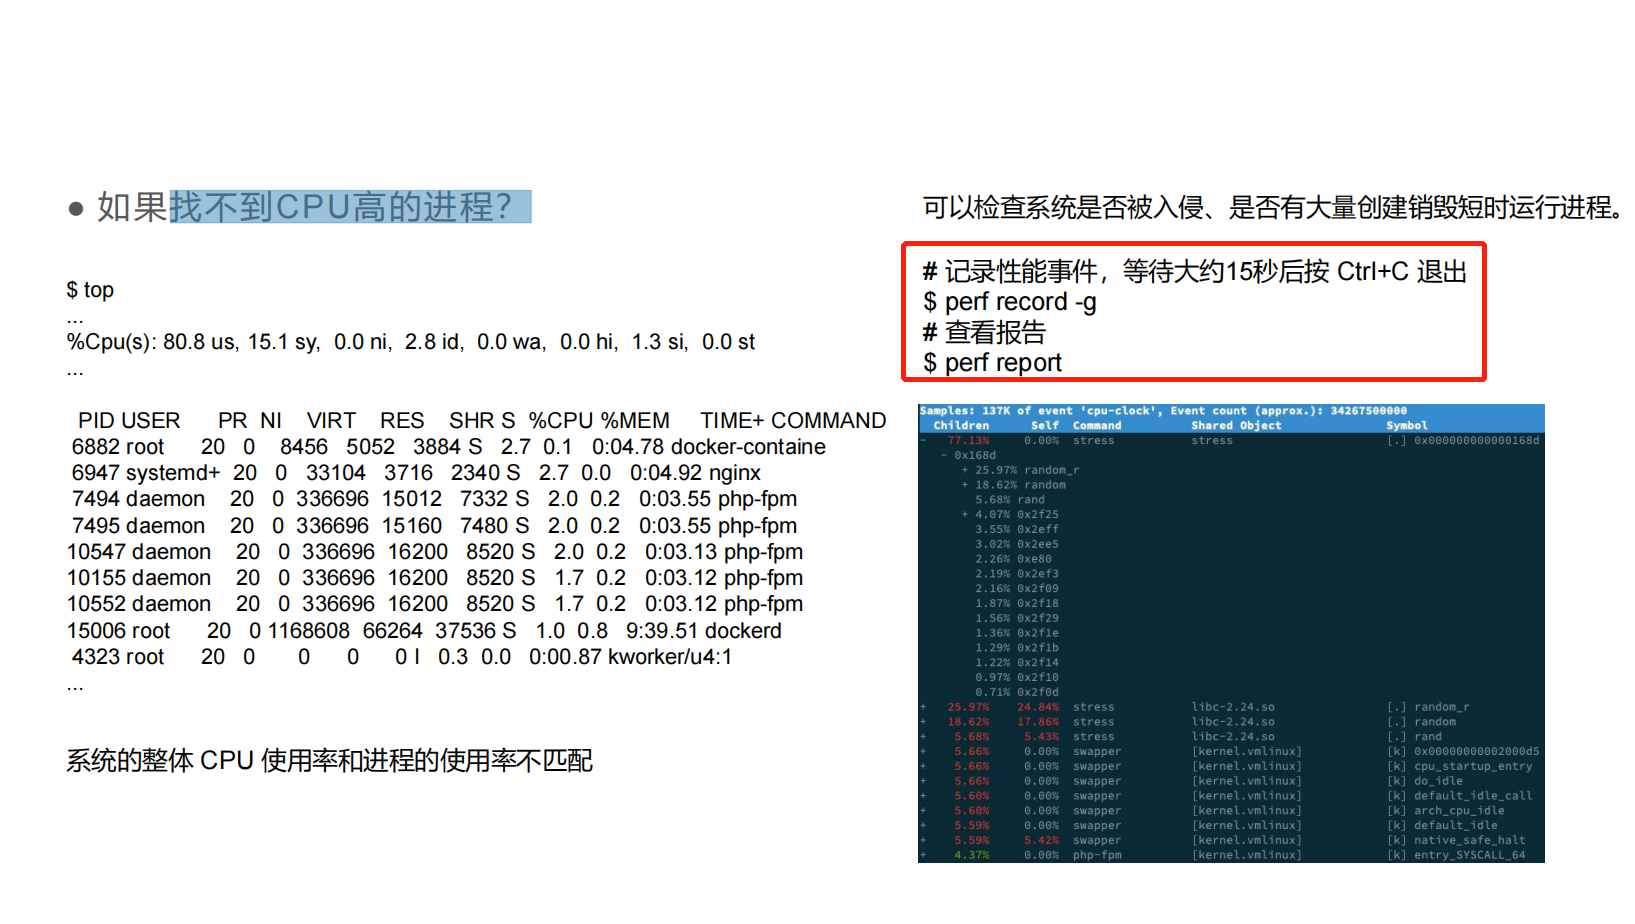 ● 如果找不到CPU高的进程？
$ top
...
%Cpu(s): 80.8 us, 15.1 sy, 0.0 ni, 2.8 id, 0.0 wa, 0.0 hi, 1.3 si, 0.0 st
...
PID USER PR NI VIRT RES SHR S %CPU %MEM TIME+ COMMAND
6882 root 20 0 8456 5052 3884 S 2.7 0.1 0:04.78 docker-containe
6947 systemd+ 20 0 33104 3716 2340 S 2.7 0.0 0:04.92 nginx
7494 daemon 20 0 336696 15012 7332 S 2.0 0.2 0:03.55 php-fpm
7495 daemon 20 0 336696 15160 7480 S 2.0 0.2 0:03.55 php-fpm
10547 daemon 20 0 336696 16200 8520 S 2.0 0.2 0:03.13 php-fpm
10155 daemon 20 0 336696 16200 8520 S 1.7 0.2 0:03.12 php-fpm
10552 daemon 20 0 336696 16200 8520 S 1.7 0.2 0:03.12 php-fpm
15006 root 20 0 1168608 66264 37536 S 1.0 0.8 9:39.51 dockerd
4323 root 20 0 0 0 0 I 0.3 0.0 0:00.87 kworker/u4:1
...
系统的整体 CPU 使用率和进程的使用率不匹配
可以检查系统是否被入侵、是否有大量创建销毁短时运行进程。
# 记录性能事件，等待大约15秒后按 Ctrl+C 退出
$ perf record -g
# 查看报告
$ perf report
Samples: 137K of event 'cpu-clock', Event count (approx.): 34267500000
Children Self Command Shared Object Symbol
- 77.13% 0.00% stress stress [.] 0x000000000000168d
- 0x168d
+ 25.97% random_r
+ 18.62% random
5.68% rand
+ 4.07% 0x2f25
3.55% 0x2eff
3.02% 0x2ee5
2.26% 0xe80
2.19% 0x2ef3
2.16% 0x2f09
1.87% 0x2f18
1.56% 0x2f29
1.36% 0x2f1e
1.29% 0x2f1b
1.22% 0x2f14
0.97% 0x2f10
0.71% 0x2f0d
+ 25.97% 24.84% stress libc-2.24.so [.] random_r
+ 18.62% 17.86% stress libc-2.24.so [.] random
+ 5.68% 5.43% stress libc-2.24.so [.] rand
+ 5.66% 0.00% swapper [kernel.vmlinux] [k] 0x00000000002000d5
+ 5.66% 0.00% swapper [kernel.vmlinux] [k] cpu_startup_entry
+ 5.66% 0.00% swapper [kernel.vmlinux] [k] do_idle
+ 5.60% 0.00% swapper [kernel.vmlinux] [k] default_idle_call
+ 5.60% 0.00% swapper [kernel.vmlinux] [k] arch_cpu_idle
+ 5.59% 0.00% swapper [kernel.vmlinux] [k] default_idle
+ 5.59% 5.42% swapper [kernel.vmlinux] [k] native_safe_halt
+ 4.37% 0.00% php-fpm [kernel.vmlinux] [k] entry_SYSCALL_64